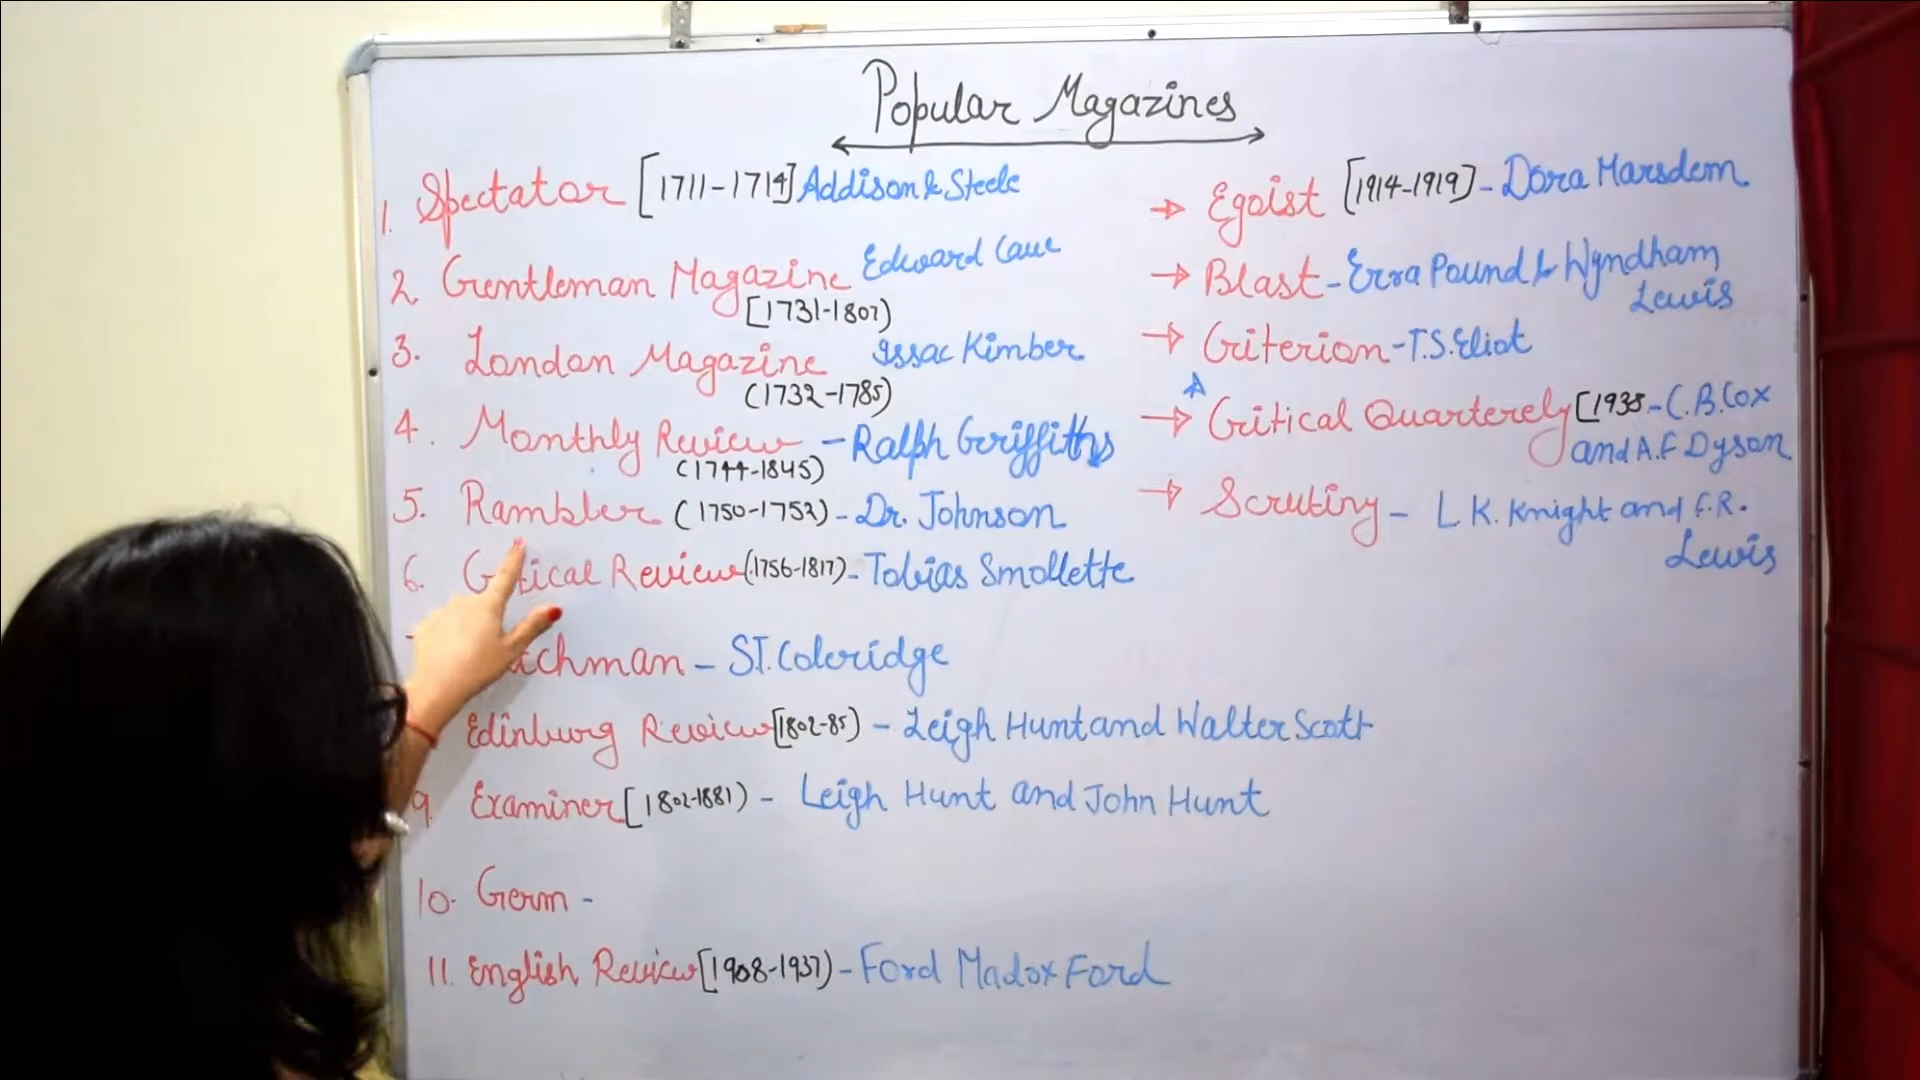 Popular Magazines
1. Spectator [1711-1714] Addison & Steele
2. Gentleman Magazine Edward Cave
[1731-1807)
3. London Magazine Issac Kimber
(1732-1785)
4. Monthly Review - Ralph Griffiths
(1744-1845)
5. Rambler (1750-1752) - Dr. Johnson
6. Critical Review (1756-1817) - Tobias Smollette
chman - S.T. Coleridge
Edinburg Review [1802-85) - Leigh Hunt and Walter Scott
9. Examiner [1802-1881) - Leigh Hunt and John Hunt
10. Germ -
11. English Review [1908-1937) - Ford Madox Ford
→ Egoist [1914-1919] - Dora Marsdem
→ Blast - Ezra Pound & Wyndham
Lewis
→ Criterion - T.S. Eliot
→ Critical Quarterely [1935 - C.B. Cox
and A.F Dyson
→ Scrutiny - L.K. Knight and F.R.
Lewis